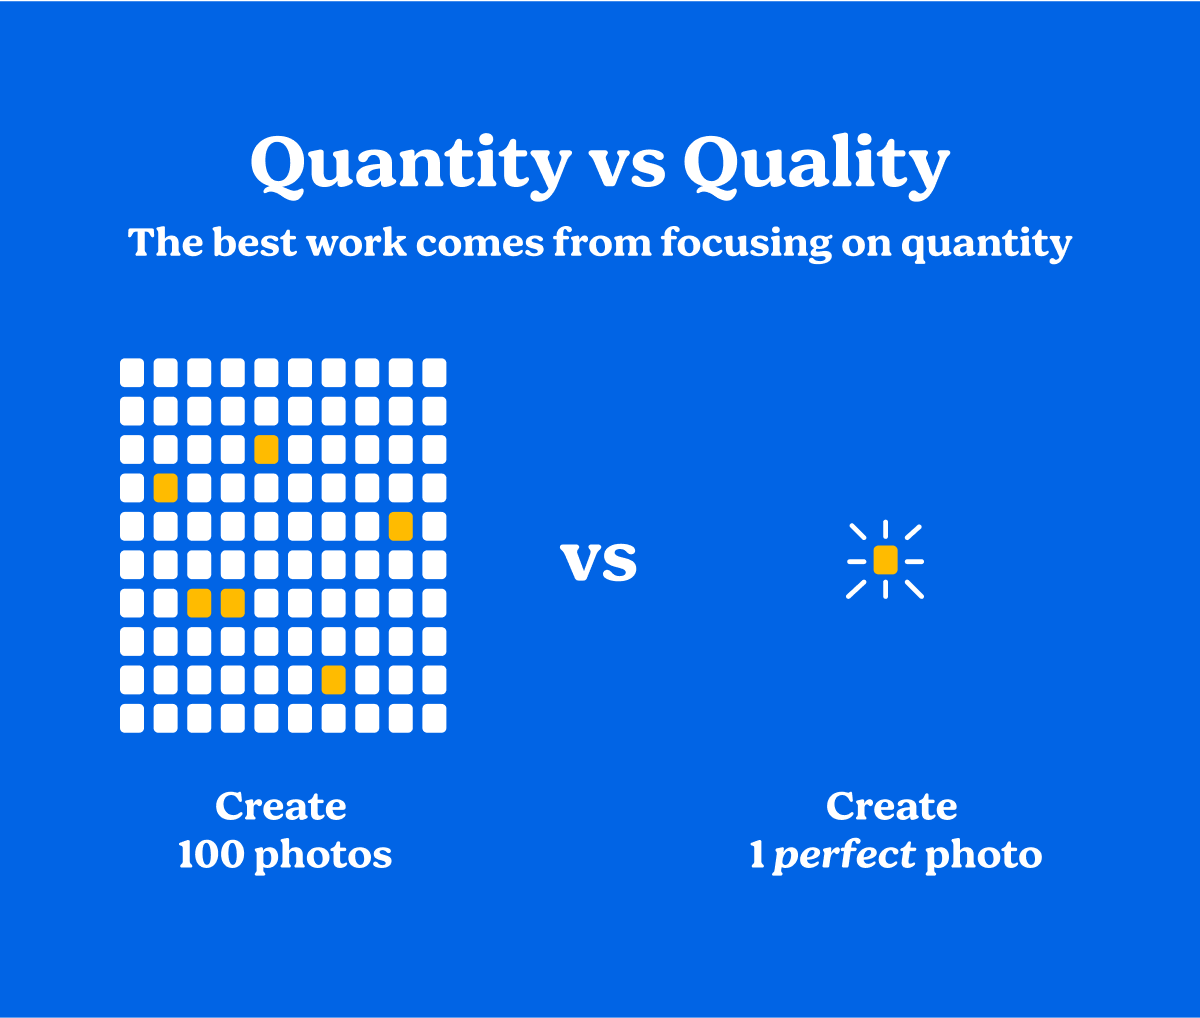 Quantity vs Quality
The best work comes from focusing on quantity
vs
Create
100 photos
Create
1 perfect photo